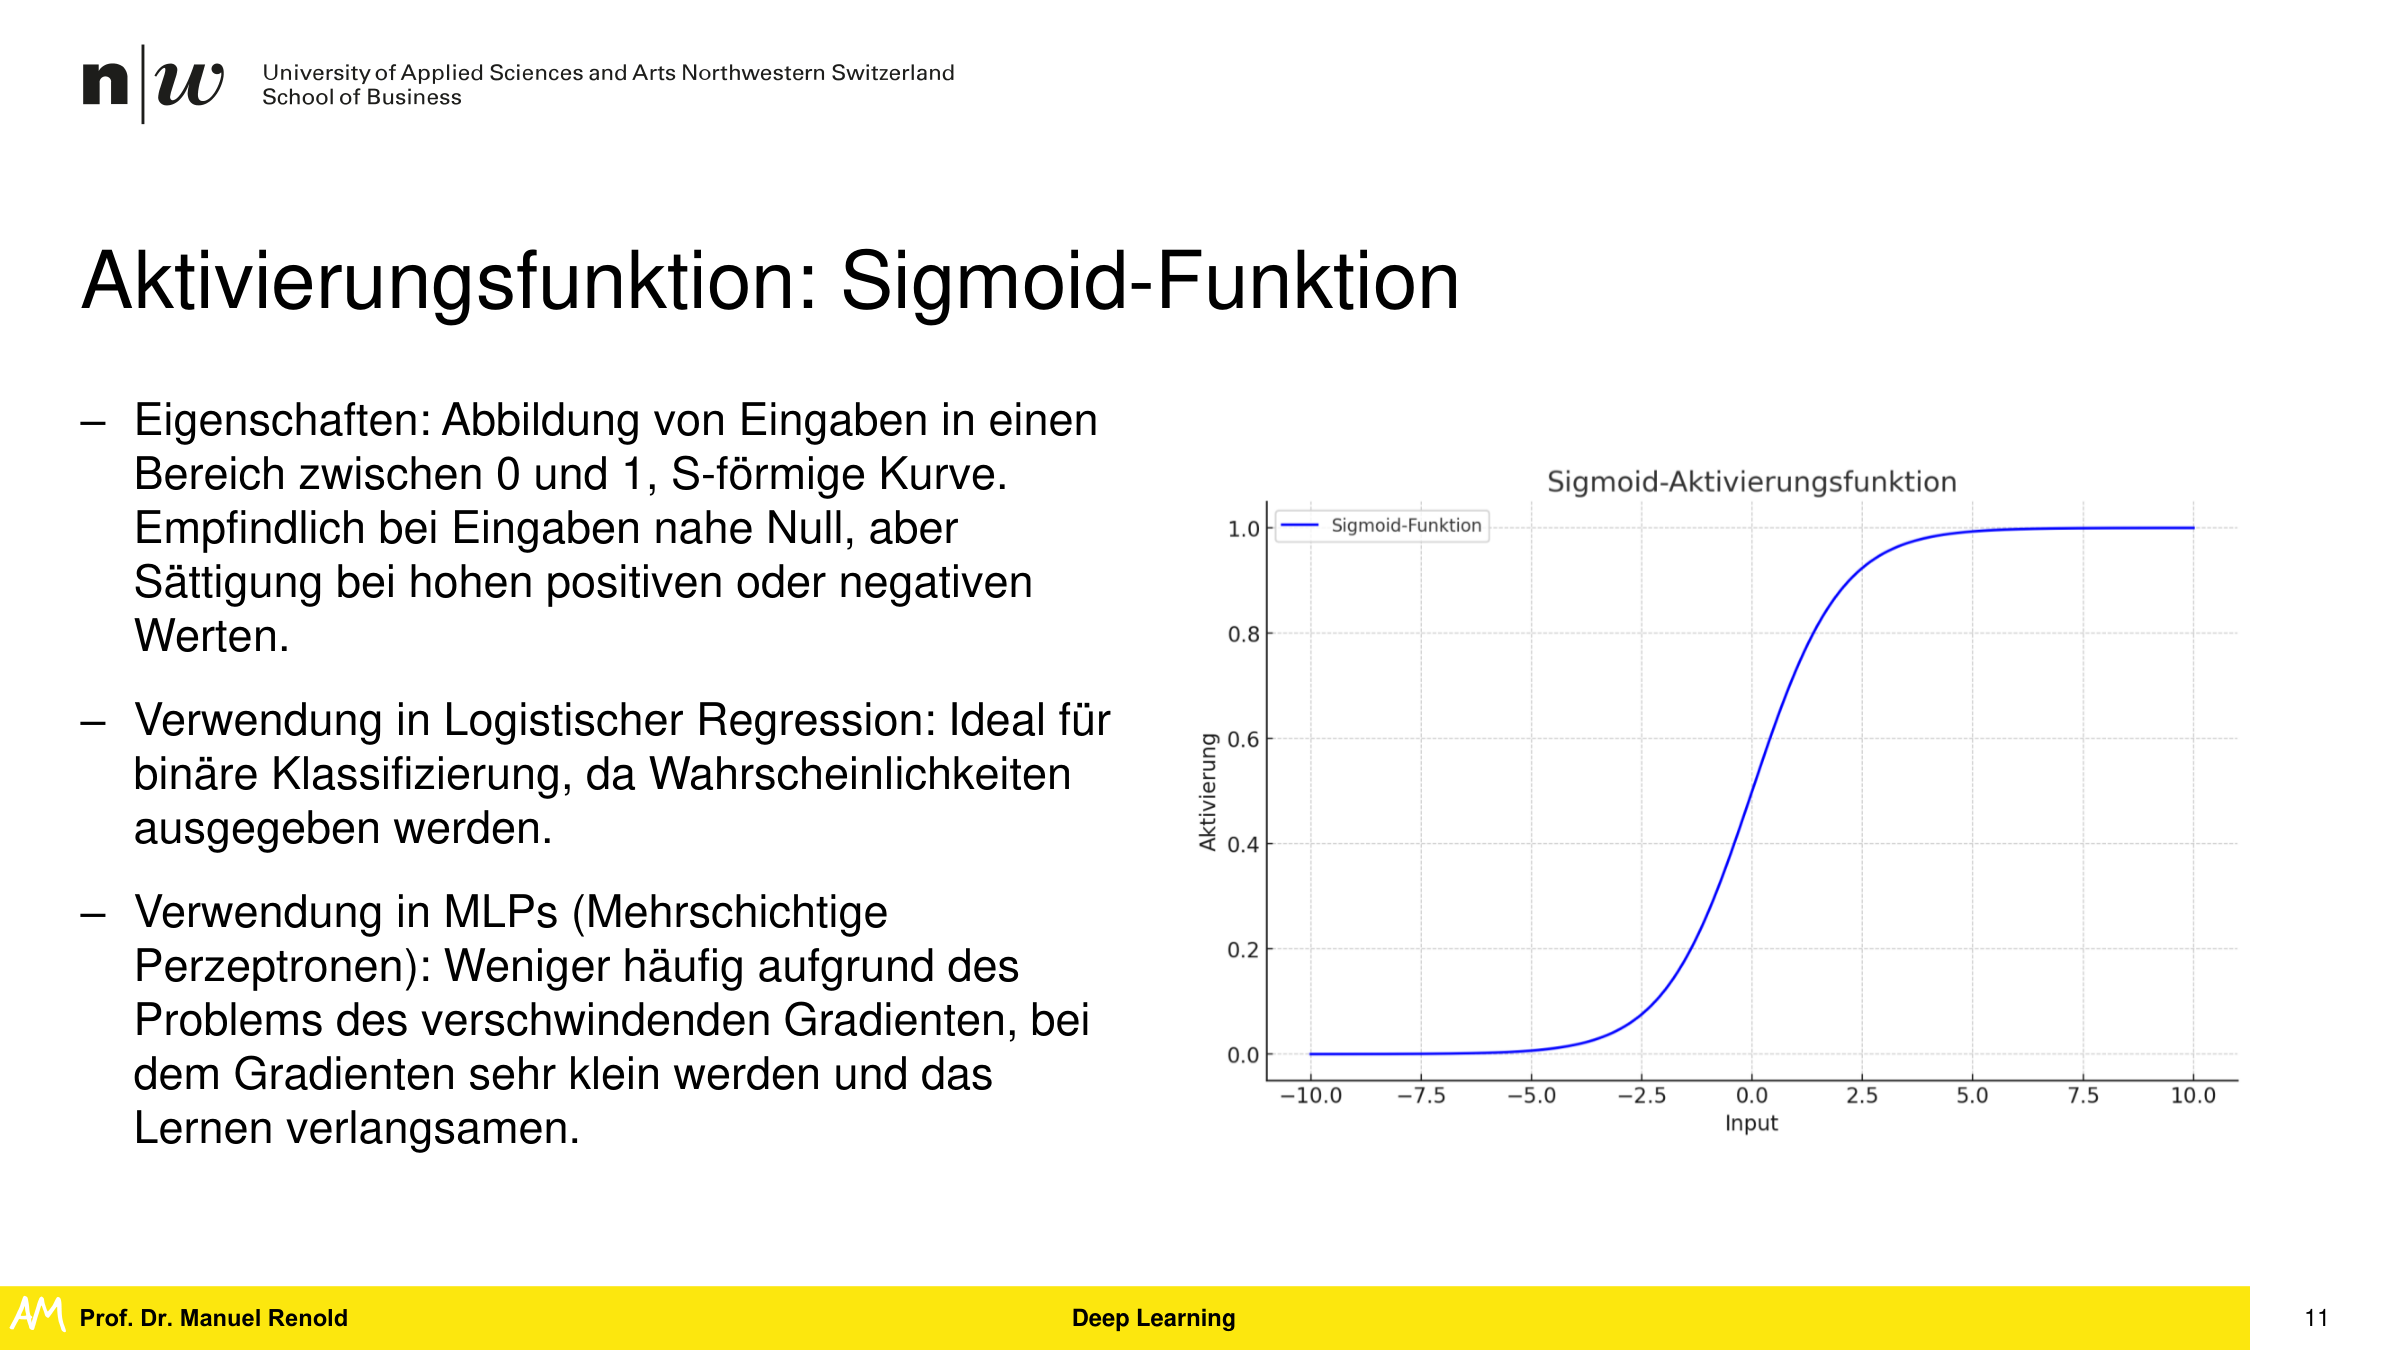 n|w University of Applied Sciences and Arts Northwestern Switzerland
School of Business
Aktivierungsfunktion: Sigmoid-Funktion
– Eigenschaften: Abbildung von Eingaben in einen
Bereich zwischen 0 und 1, S-förmige Kurve.
Empfindlich bei Eingaben nahe Null, aber
Sättigung bei hohen positiven oder negativen
Werten.
– Verwendung in Logistischer Regression: Ideal für
binäre Klassifizierung, da Wahrscheinlichkeiten
ausgegeben werden.
– Verwendung in MLPs (Mehrschichtige
Perzeptronen): Weniger häufig aufgrund des
Problems des verschwindenden Gradienten, bei
dem Gradienten sehr klein werden und das
Lernen verlangsamen.
Sigmoid-Aktivierungsfunktion
Sigmoid-Funktion
1.0
0.8
0.6
0.4
0.2
0.0
Aktivierung
−10.0 −7.5 −5.0 −2.5 0.0 2.5 5.0 7.5 10.0
Input
AM Prof. Dr. Manuel Renold Deep Learning 11